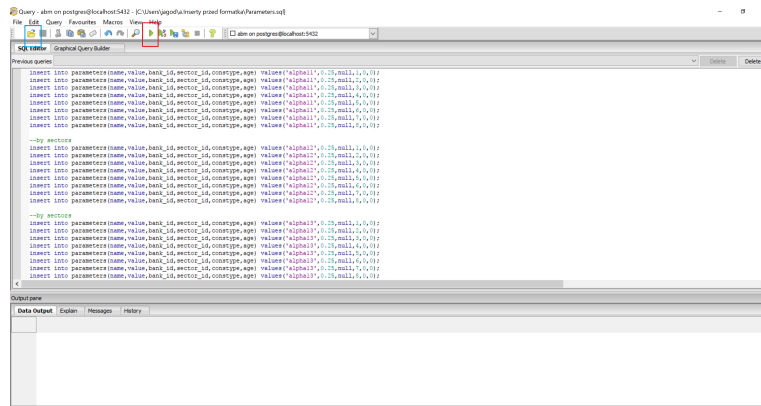 Query - abm on postgres@localhost:5432 - [C:\Users\jagod\a.Inserty przed formatka\Parameters.sql]
File Edit Query Favourites Macros View Help
abm on postgres@localhost:5432
SQL Editor Graphical Query Builder
Previous queries Delete Delete
insert into parameters(name,value,bank_id,sector_id,constype,age) values('alpha11',0.25,null,1,0,0);
insert into parameters(name,value,bank_id,sector_id,constype,age) values('alpha11',0.25,null,2,0,0);
insert into parameters(name,value,bank_id,sector_id,constype,age) values('alpha11',0.25,null,3,0,0);
insert into parameters(name,value,bank_id,sector_id,constype,age) values('alpha11',0.25,null,4,0,0);
insert into parameters(name,value,bank_id,sector_id,constype,age) values('alpha11',0.25,null,5,0,0);
insert into parameters(name,value,bank_id,sector_id,constype,age) values('alpha11',0.25,null,6,0,0);
insert into parameters(name,value,bank_id,sector_id,constype,age) values('alpha11',0.25,null,7,0,0);
insert into parameters(name,value,bank_id,sector_id,constype,age) values('alpha11',0.25,null,8,0,0);
--by sectors
insert into parameters(name,value,bank_id,sector_id,constype,age) values('alpha12',0.25,null,1,0,0);
insert into parameters(name,value,bank_id,sector_id,constype,age) values('alpha12',0.25,null,2,0,0);
insert into parameters(name,value,bank_id,sector_id,constype,age) values('alpha12',0.25,null,3,0,0);
insert into parameters(name,value,bank_id,sector_id,constype,age) values('alpha12',0.25,null,4,0,0);
insert into parameters(name,value,bank_id,sector_id,constype,age) values('alpha12',0.25,null,5,0,0);
insert into parameters(name,value,bank_id,sector_id,constype,age) values('alpha12',0.25,null,6,0,0);
insert into parameters(name,value,bank_id,sector_id,constype,age) values('alpha12',0.25,null,7,0,0);
insert into parameters(name,value,bank_id,sector_id,constype,age) values('alpha12',0.25,null,8,0,0);
--by sectors
insert into parameters(name,value,bank_id,sector_id,constype,age) values('alpha13',0.25,null,1,0,0);
insert into parameters(name,value,bank_id,sector_id,constype,age) values('alpha13',0.25,null,2,0,0);
insert into parameters(name,value,bank_id,sector_id,constype,age) values('alpha13',0.25,null,3,0,0);
insert into parameters(name,value,bank_id,sector_id,constype,age) values('alpha13',0.25,null,4,0,0);
insert into parameters(name,value,bank_id,sector_id,constype,age) values('alpha13',0.25,null,5,0,0);
insert into parameters(name,value,bank_id,sector_id,constype,age) values('alpha13',0.25,null,6,0,0);
insert into parameters(name,value,bank_id,sector_id,constype,age) values('alpha13',0.25,null,7,0,0);
insert into parameters(name,value,bank_id,sector_id,constype,age) values('alpha13',0.25,null,8,0,0);
Output pane
Data Output Explain Messages History